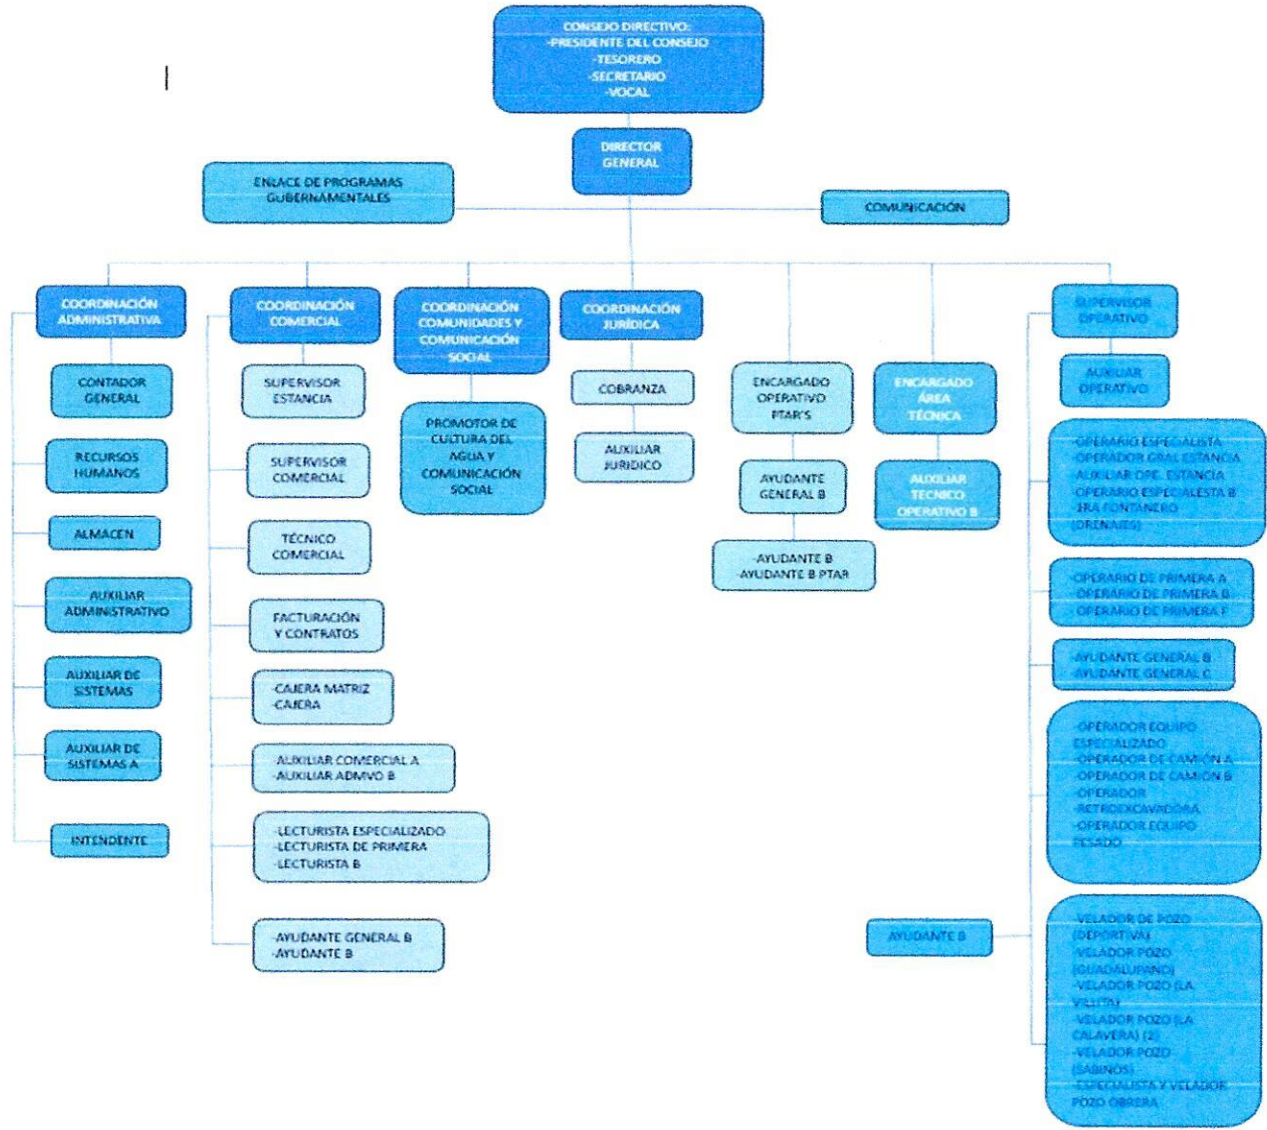 CONSEJO DIRECTIVO:
-PRESIDENTE DEL CONSEJO
-TESORERO
-SECRETARIO
-VOCAL
DIRECTOR
GENERAL
ENLACE DE PROGRAMAS
GUBERNAMENTALES
COMUNICACIÓN
COORDINACIÓN
ADMINISTRATIVA
CONTADOR
GENERAL
RECURSOS
HUMANOS
ALMACEN
AUXILIAR
ADMINISTRATIVO
AUXILIAR DE
SISTEMAS
AUXILIAR DE
SISTEMAS A
INTENDENTE
COORDINACIÓN
COMERCIAL
SUPERVISOR
ESTANCIA
SUPERVISOR
COMERCIAL
TÉCNICO
COMERCIAL
FACTURACIÓN
Y CONTRATOS
-CAJERA MATRIZ
-CAJERA
-AUXILIAR COMERCIAL A
-AUXILIAR ADMIVO B
-LECTURISTA ESPECIALIZADO
-LECTURISTA DE PRIMERA
-LECTURISTA B
-AYUDANTE GENERAL B
-AYUDANTE B
COORDINACIÓN
COMUNIDADES Y
COMUNICACIÓN
SOCIAL
PROMOTOR DE
CULTURA DEL
AGUA Y
COMUNICACIÓN
SOCIAL
COORDINACIÓN
JURÍDICA
COBRANZA
AUXILIAR
JURIDICO
ENCARGADO
OPERATIVO
PTAR'S
AYUDANTE
GENERAL B
-AYUDANTE B
-AYUDANTE B PTAR
ENCARGADO
ÁREA
TÉCNICA
AUXILIAR
TECNICO
OPERATIVO B
SUPERVISOR
OPERATIVO
AUXILIAR
OPERATIVO
-OPERARIO ESPECIALISTA
-OPERADOR GRAL ESTANCIA
-AUXILIAR OPE. ESTANCIA
-OPERARIO ESPECIALESTA B
-1RA FONTANERO
(DRENAJES)
-OPERARIO DE PRIMERA A
-OPERARIO DE PRIMERA B
-OPERARIO DE PRIMERA F
-AYUDANTE GENERAL B
-AYUDANTE GENERAL C
-OPERADOR EQUIPO
ESPECIALIZADO
-OPERADOR DE CAMIÓN A
-OPERADOR DE CAMIÓN B
-OPERADOR
-RETROEXCAVADORA
-OPERADOR EQUIPO
PESADO
AYUDANTE B
-VELADOR DE POZO
(DEPORTIVA)
-VELADOR POZO
(GUADALUPANO)
-VELADOR POZO (LA
VILLITA)
-VELADOR POZO (LA
CALAVERA) (2)
-VELADOR POZO
(SABINOS)
-ESPECIALISTA Y VELADOR
POZO OBRERA